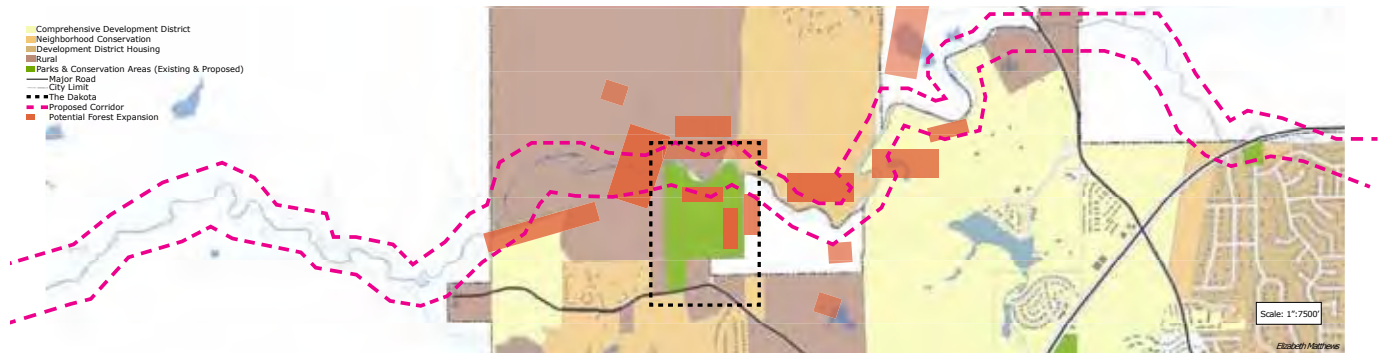 Comprehensive Development District
Neighborhood Conservation
Development District Housing
Rural
Parks & Conservation Areas (Existing & Proposed)
Major Road
City Limit
The Dakota
Proposed Corridor
Potential Forest Expansion
Scale: 1":7500'
Elizabeth Matthews